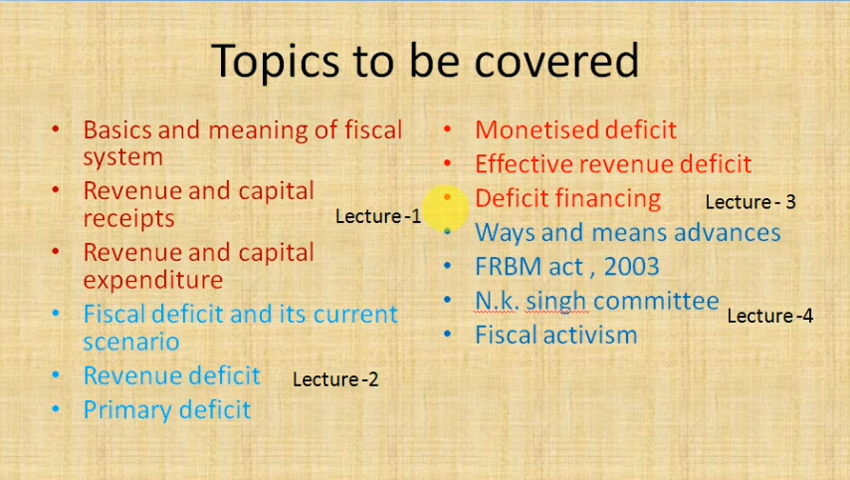 Topics to be covered
• Basics and meaning of fiscal
system
• Revenue and capital
receipts
Lecture -1
• Revenue and capital
expenditure
• Fiscal deficit and its current
scenario
• Revenue deficit
Lecture -2
• Primary deficit
• Monetised deficit
• Effective revenue deficit
• Deficit financing
Lecture - 3
• Ways and means advances
• FRBM act , 2003
• N.k. singh committee
Lecture -4
• Fiscal activism